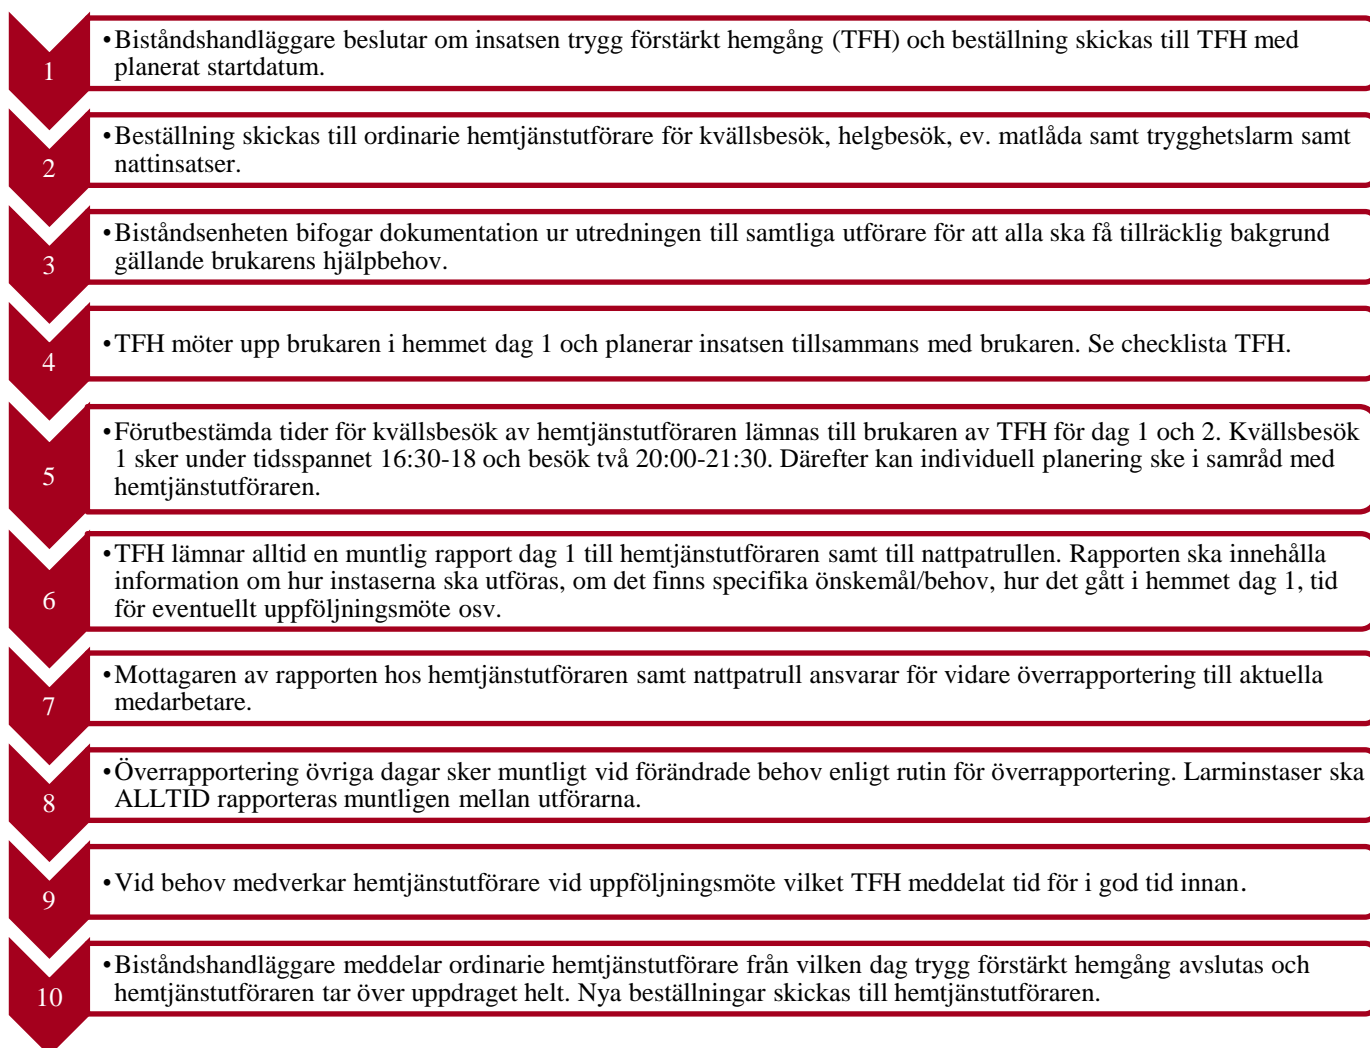 1
•Biståndshandläggare beslutar om insatsen trygg förstärkt hemgång (TFH) och beställning skickas till TFH med
planerat startdatum.
2
•Beställning skickas till ordinarie hemtjänstutförare för kvällsbesök, helgbesök, ev. matlåda samt trygghetslarm samt
nattinsatser.
3
•Biståndsenheten bifogar dokumentation ur utredningen till samtliga utförare för att alla ska få tillräcklig bakgrund
gällande brukarens hjälpbehov.
4
•TFH möter upp brukaren i hemmet dag 1 och planerar insatsen tillsammans med brukaren. Se checklista TFH.
5
•Förutbestämda tider för kvällsbesök av hemtjänstutföraren lämnas till brukaren av TFH för dag 1 och 2. Kvällsbesök
1 sker under tidsspannet 16:30-18 och besök två 20:00-21:30. Därefter kan individuell planering ske i samråd med
hemtjänstutföraren.
6
•TFH lämnar alltid en muntlig rapport dag 1 till hemtjänstutföraren samt till nattpatrullen. Rapporten ska innehålla
information om hur instaserna ska utföras, om det finns specifika önskemål/behov, hur det gått i hemmet dag 1, tid
för eventuellt uppföljningsmöte osv.
7
•Mottagaren av rapporten hos hemtjänstutföraren samt nattpatrull ansvarar för vidare överrapportering till aktuella
medarbetare.
8
•Överrapportering övriga dagar sker muntligt vid förändrade behov enligt rutin för överrapportering. Larminstaser ska
ALLTID rapporteras muntligen mellan utförarna.
9
•Vid behov medverkar hemtjänstutförare vid uppföljningsmöte vilket TFH meddelat tid för i god tid innan.
10
•Biståndshandläggare meddelar ordinarie hemtjänstutförare från vilken dag trygg förstärkt hemgång avslutas och
hemtjänstutföraren tar över uppdraget helt. Nya beställningar skickas till hemtjänstutföraren.